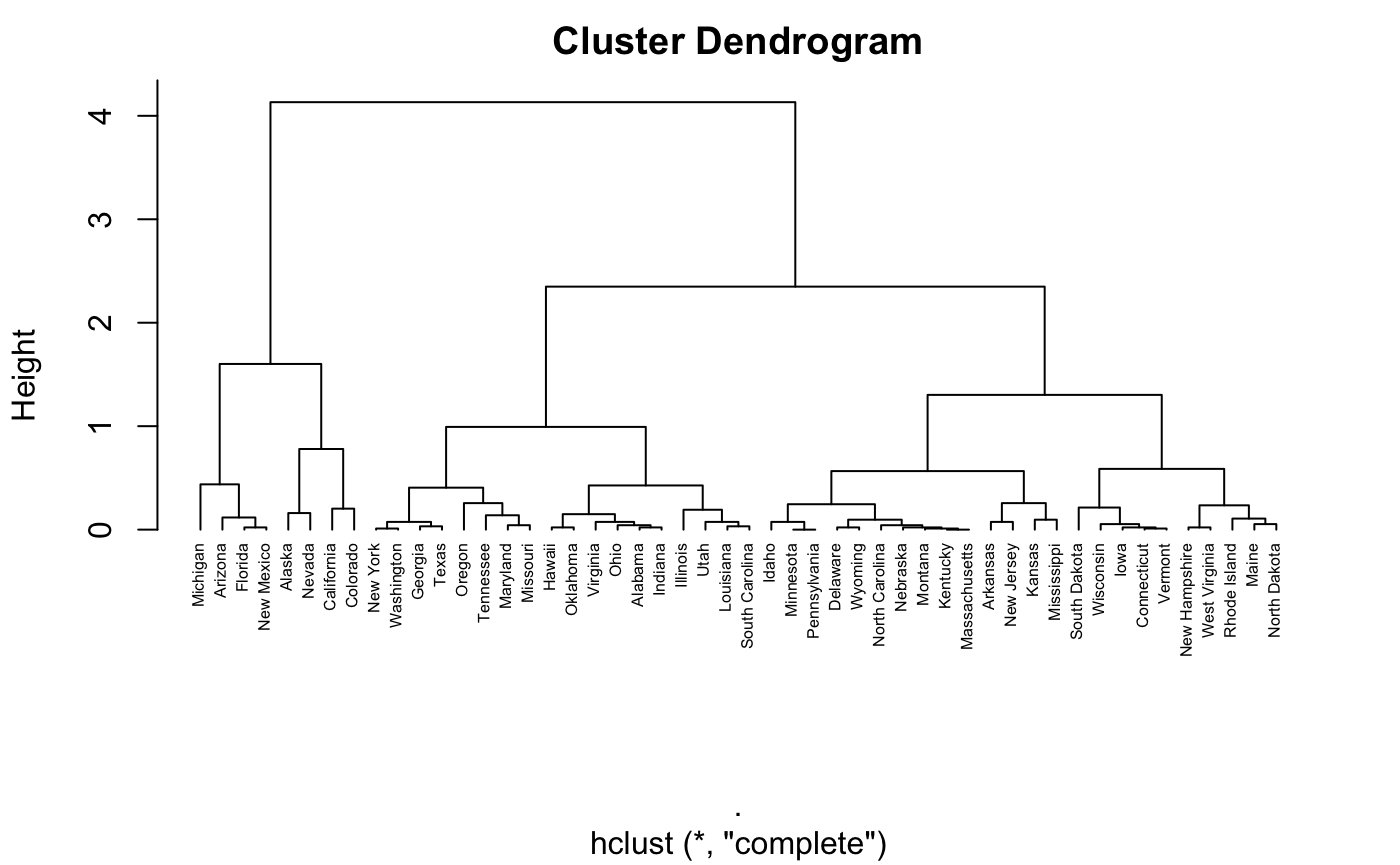 Cluster Dendrogram
Height
4
3
2
1
0
Michigan
Arizona
Florida
New Mexico
Alaska
Nevada
California
Colorado
New York
Washington
Georgia
Texas
Oregon
Tennessee
Maryland
Missouri
Hawaii
Oklahoma
Virginia
Ohio
Alabama
Indiana
Illinois
Utah
Louisiana
South Carolina
Idaho
Minnesota
Pennsylvania
Delaware
Wyoming
North Carolina
Nebraska
Montana
Kentucky
Massachusetts
Arkansas
New Jersey
Kansas
Mississippi
South Dakota
Wisconsin
Iowa
Connecticut
Vermont
New Hampshire
West Virginia
Rhode Island
Maine
North Dakota
.
hclust (*, "complete")